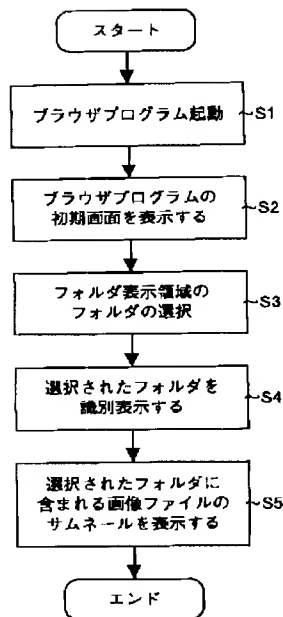 スタート
ブラウザプログラム起動
S1
ブラウザプログラムの
初期画面を表示する
S2
フォルダ表示領域の
フォルダの選択
S3
選択されたフォルダを
識別表示する
S4
選択されたフォルダに
含まれる画像ファイルの
サムネールを表示する
S5
エンド